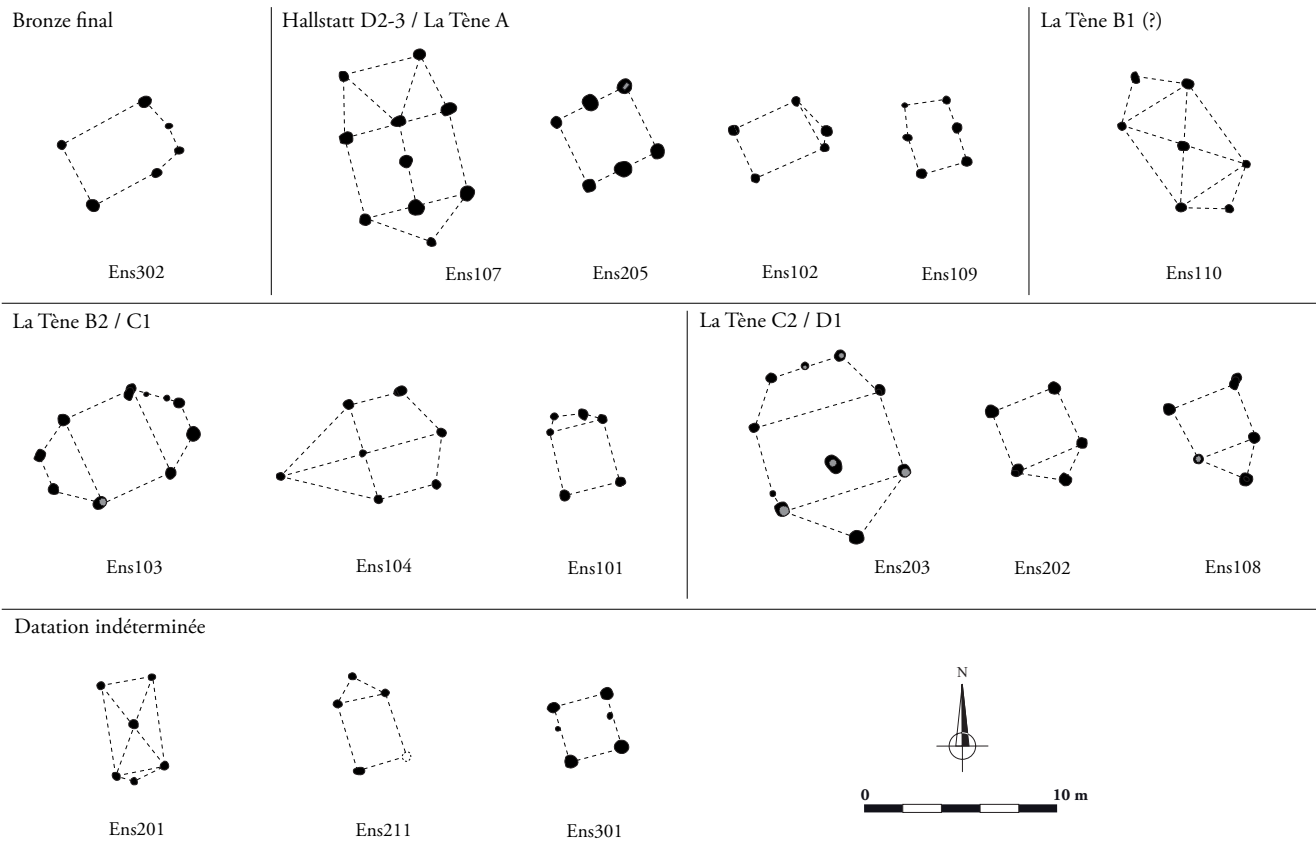 Bronze final
Hallstatt D2-3 / La Tène A
La Tène B1 (?)
Ens302
Ens107
Ens205
Ens102
Ens109
Ens110
La Tène B2 / C1
La Tène C2 / D1
Ens103
Ens104
Ens101
Ens203
Ens202
Ens108
Datation indéterminée
N
0
10 m
Ens201
Ens211
Ens301